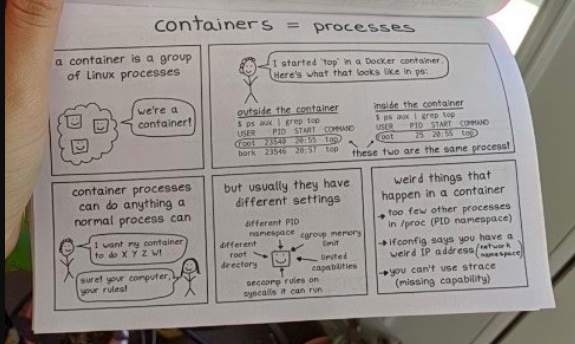 containers = processes
a container is a group
of Linux processes
we're a
container!
I started 'top' in a Docker container.
Here's what that looks like in ps:
outside the container
$ ps aux | grep top
USER PID START COMMAND
root 23540 20:55 top
bork 23546 20:57 top
inside the container
$ ps aux | grep top
USER PID START COMMAND
root 25 20:55 top
these two are the same process!
container processes
can do anything a
normal process can
I want my container
to do X Y Z W!
sure! your computer,
your rules!
but usually they have
different settings
different PID
namespace
cgroup memory
limit
different
root
directory
limited
capabilities
seccomp rules on
syscalls it can run
weird things that
happen in a container
→ too few other processes
in /proc (PID namespace)
→ ifconfig says you have a
weird IP address (network
namespace)
→ you can't use strace
(missing capability)